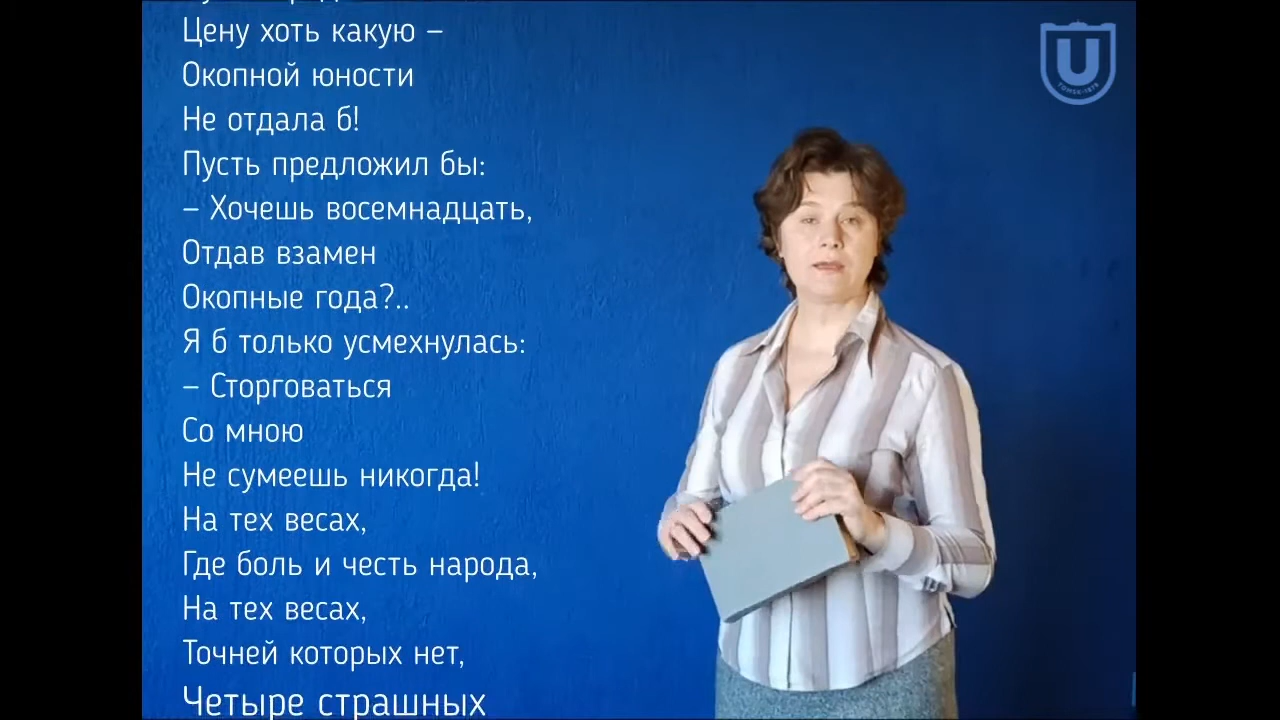 Цену хоть какую –
Окопной юности
Не отдала б!
Пусть предложил бы:
– Хочешь восемнадцать,
Отдав взамен
Окопные года?..
Я б только усмехнулась:
– Сторговаться
Со мною
Не сумеешь никогда!
На тех весах,
Где боль и честь народа,
На тех весах,
Точней которых нет,
Четыре страшных
U
ТОМСК·1878